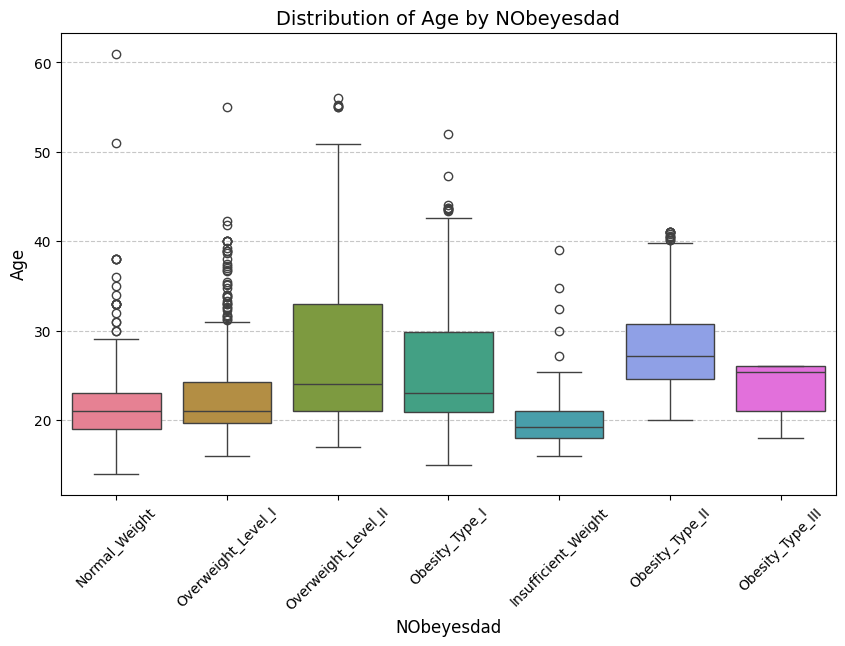 Distribution of Age by NObeyesdad
60
50
40
30
20
Age
Normal_Weight
Overweight_Level_I
Overweight_Level_II
Obesity_Type_I
Insufficient_Weight
Obesity_Type_II
Obesity_Type_III
NObeyesdad